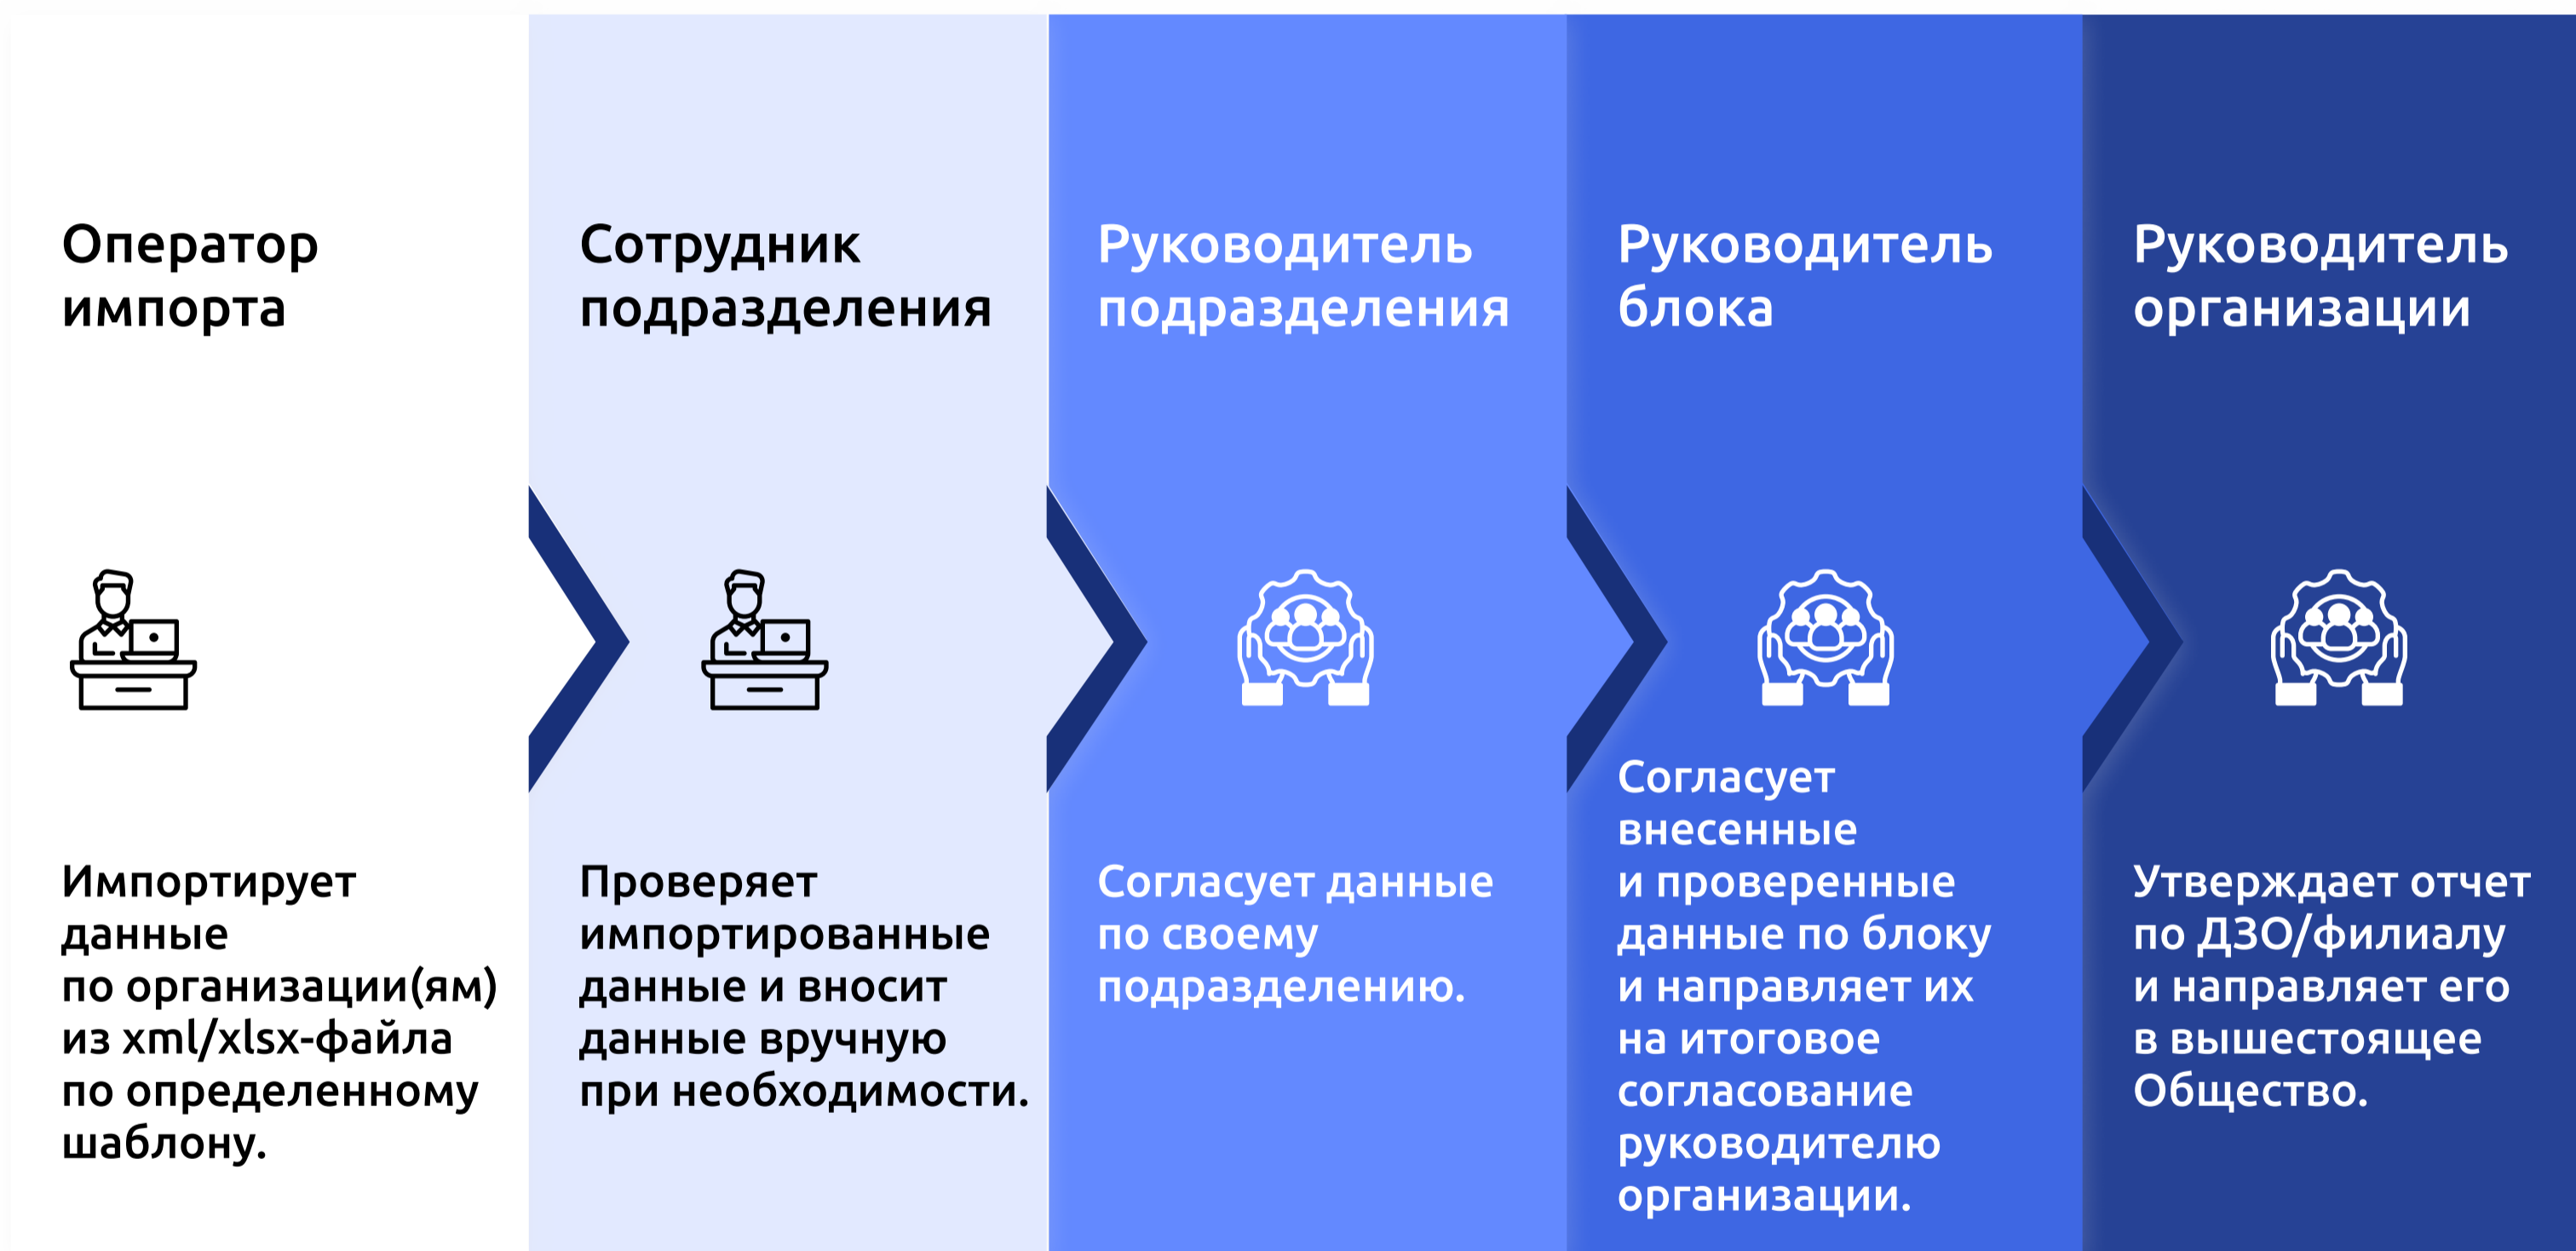 Оператор
импорта
Импортирует
данные
по организации(ям)
из xml/xlsx-файла
по определенному
шаблону.
Сотрудник
подразделения
Проверяет
импортированные
данные и вносит
данные вручную
при необходимости.
Руководитель
подразделения
Согласует данные
по своему
подразделению.
Руководитель
блока
Согласует
внесенные
и проверенные
данные по блоку
и направляет их
на итоговое
согласование
руководителю
организации.
Руководитель
организации
Утверждает отчет
по ДЗО/филиалу
и направляет его
в вышестоящее
Общество.